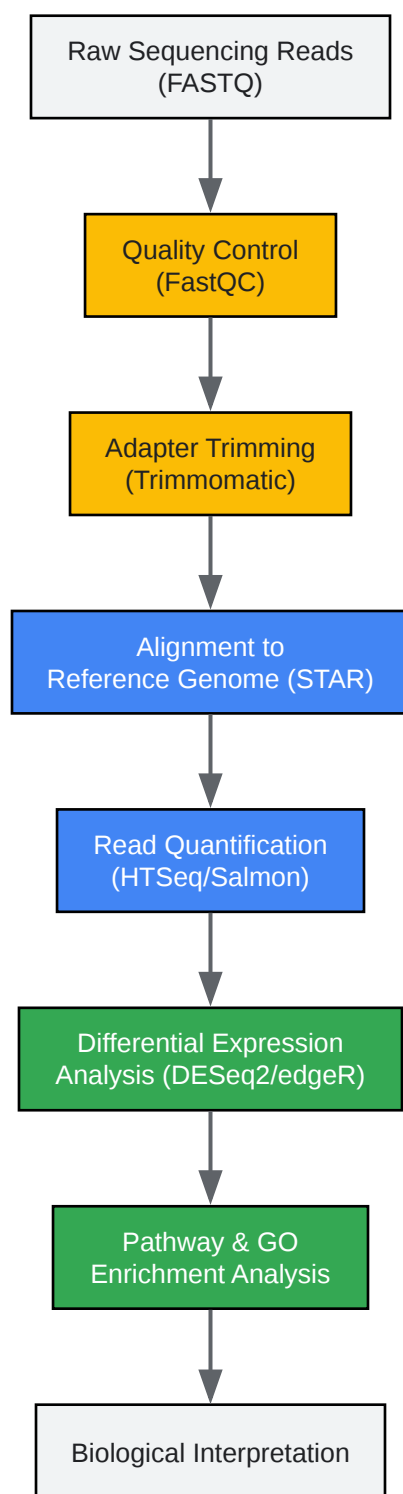 Raw Sequencing Reads
(FASTQ)
Quality Control
(FastQC)
Adapter Trimming
(Trimmomatic)
Alignment to
Reference Genome (STAR)
Read Quantification
(HTSeq/Salmon)
Differential Expression
Analysis (DESeq2/edgeR)
Pathway & GO
Enrichment Analysis
Biological Interpretation